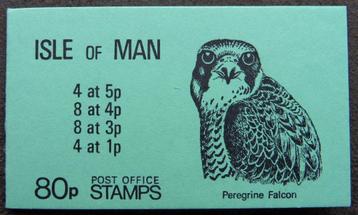 ISLE OF MAN
4 at 5p
8 at 4p
8 at 3p
4 at 1p
80p POST OFFICE STAMPS
Peregrine Falcon